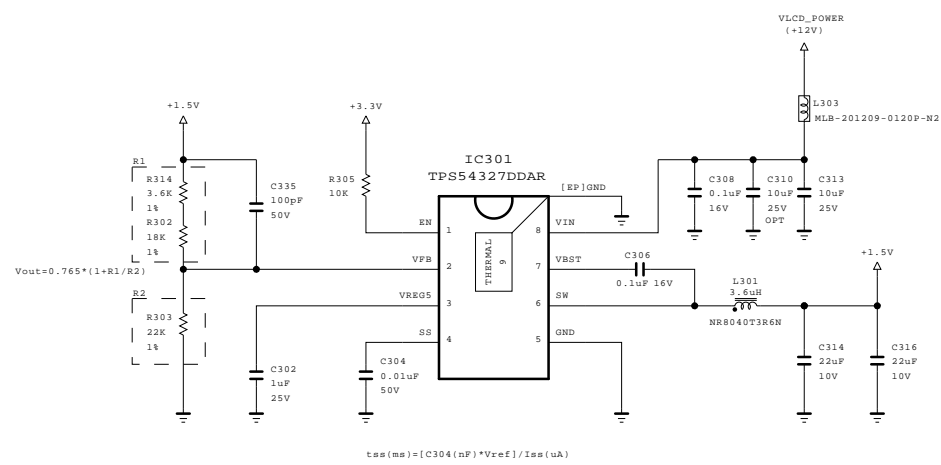 VLCD_POWER
(+12V)
L303
MLB-201209-0120P-N2
+1.5V
+3.3V
R1
R314
3.6K
1%
R302
18K
1%
C335
100pF
50V
R305
10K
IC301
TPS54327DDAR
[EP]GND
C308
0.1uF
16V
C310
10uF
25V
OPT
C313
10uF
25V
EN
1
VIN
8
THERMAL
9
VFB
2
VBST
7
C306
0.1uF 16V
+1.5V
Vout=0.765*(1+R1/R2)
R2
R303
22K
1%
VREG5
3
SW
6
L301
3.6uH
NR8040T3R6N
SS
4
GND
5
C302
1uF
25V
C304
0.01uF
50V
C314
22uF
10V
C316
22uF
10V
tss(ms)=[C304(nF)*Vref]/Iss(uA)